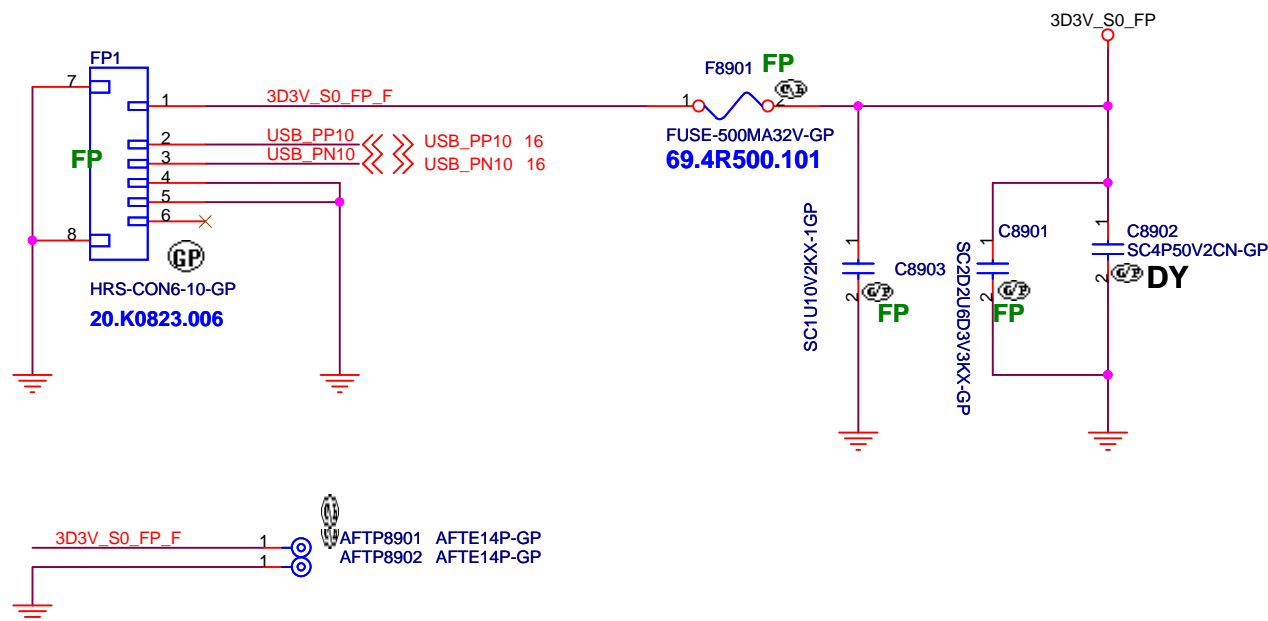 3D3V_S0_FP
FP1
7
1
3D3V_S0_FP_F
2
USB_PP10
USB_PP10 16
3
USB_PN10
USB_PN10 16
FP
4
5
6
8
GP
HRS-CON6-10-GP
20.K0823.006
F8901
FP
1
2
FUSE-500MA32V-GP
69.4R500.101
SC1U10V2KX-1GP
1
C8903
2
FP
SC2D2U6D3V3KX-GP
1
C8901
2
FP
1
C8902
SC4P50V2CN-GP
2
DY
3D3V_S0_FP_F
1
AFTP8901 AFTE14P-GP
1
AFTP8902 AFTE14P-GP